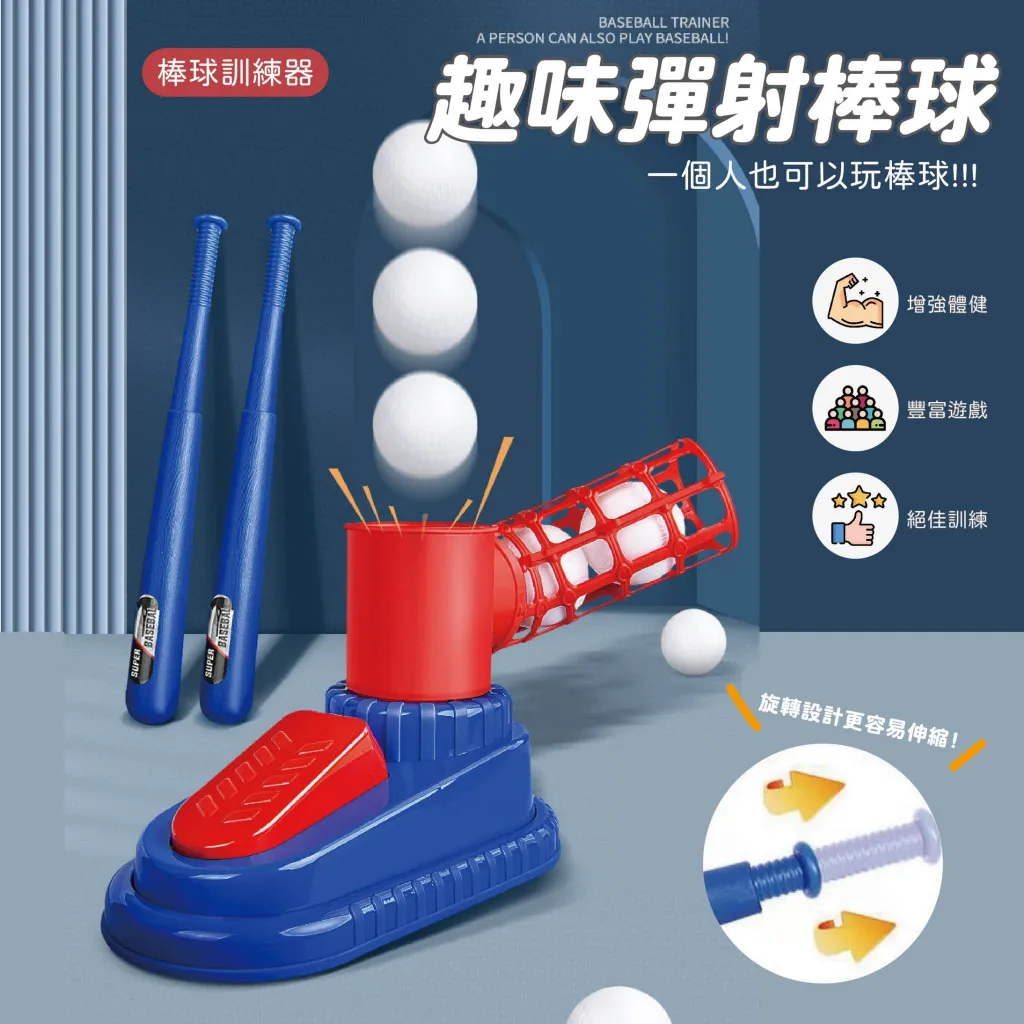 BASEBALL TRAINER
A PERSON CAN ALSO PLAY BASEBALL!
棒球訓練器
趣味彈射棒球
一個人也可以玩棒球!!!
增強體健
豐富遊戲
絕佳訓練
SUPER
BASEBAL
SUPER
BASEBAL
旋轉設計更容易伸縮!